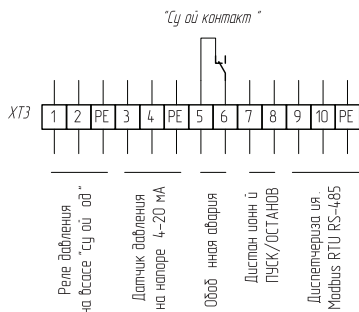 "Су ой контакт "
XT3
1 2 PE 3 4 PE 5 6 7 8 9 10 PE
Реле давления
на всасе "су ой од"
Датчик давления
на напоре 4-20 мА
Обоб нная авария
Дистан ионн й
ПУСК/ОСТАНОВ
Диспетчериза ия .
Modbus RTU RS-485